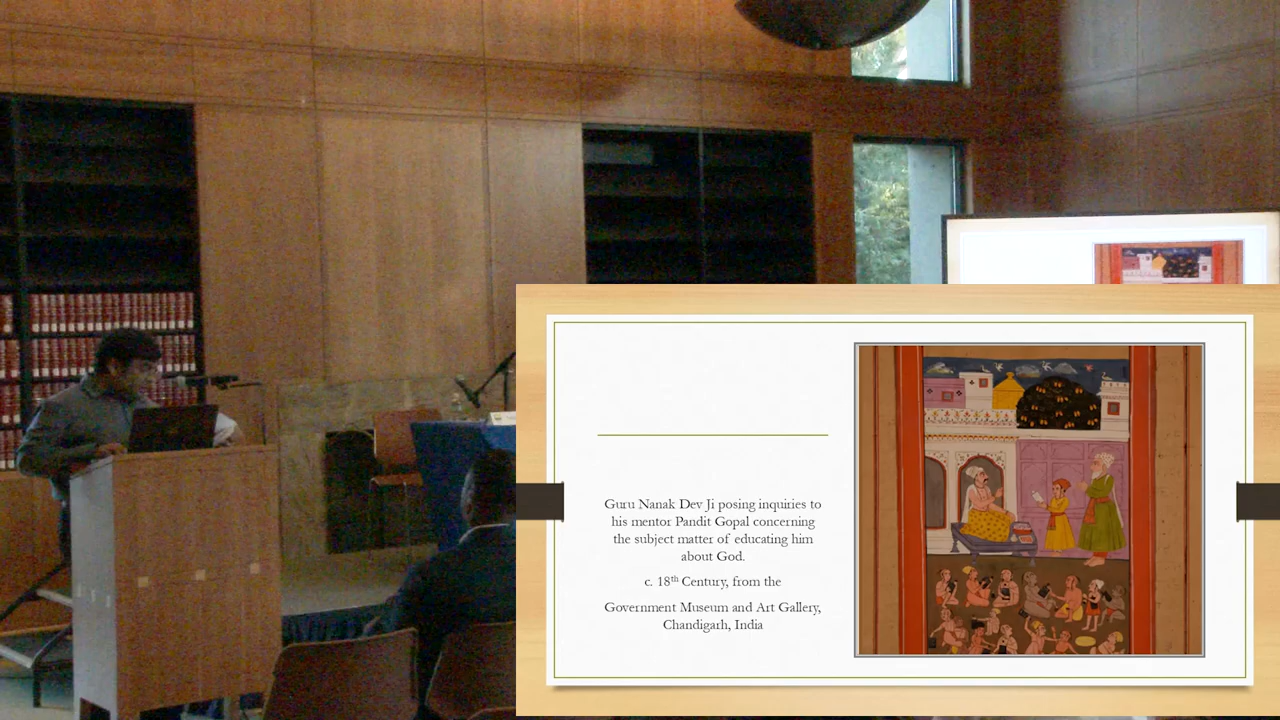 Guru Nanak Dev Ji posing inquiries to
his mentor Pandit Gopal concerning
the subject matter of educating him
about God.
c. 18th Century, from the
Government Museum and Art Gallery,
Chandigarh, India